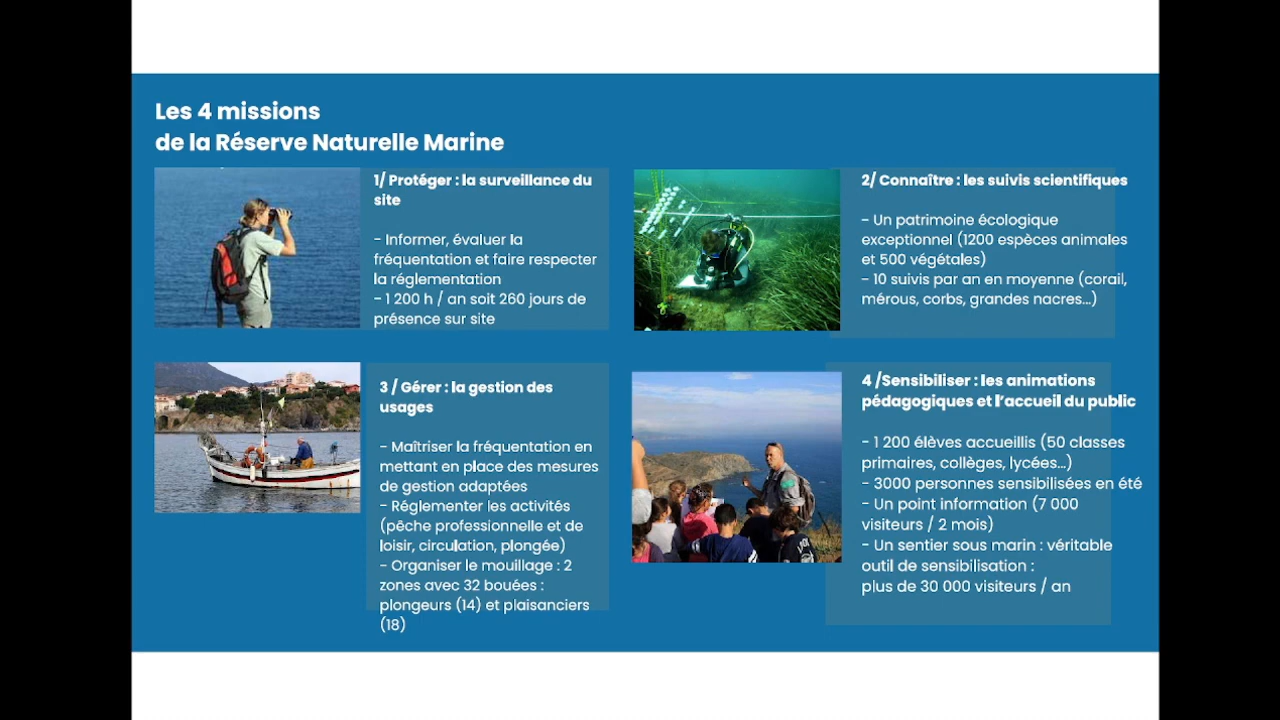 Les 4 missions
de la Réserve Naturelle Marine
1/ Protéger : la surveillance du
site
- Informer, évaluer la
fréquentation et faire respecter
la réglementation
- 1 200 h / an soit 260 jours de
présence sur site
2/ Connaître : les suivis scientifiques
- Un patrimoine écologique
exceptionnel (1200 espèces animales
et 500 végétales)
- 10 suivis par an en moyenne (corail,
mérous, corbs, grandes nacres...)
3 / Gérer : la gestion des
usages
- Maîtriser la fréquentation en
mettant en place des mesures
de gestion adaptées
- Réglementer les activités
(pêche professionnelle et de
loisir, circulation, plongée)
- Organiser le mouillage : 2
zones avec 32 bouées :
plongeurs (14) et plaisanciers
(18)
4 /Sensibiliser : les animations
pédagogiques et l'accueil du public
- 1 200 élèves accueillis (50 classes
primaires, collèges, lycées...)
- 3000 personnes sensibilisées en été
- Un point information (7 000
visiteurs / 2 mois)
- Un sentier sous marin : véritable
outil de sensibilisation :
plus de 30 000 visiteurs / an